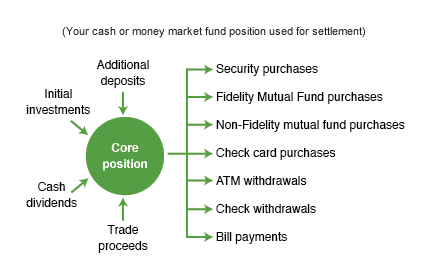 (Your cash or money market fund position used for settlement)
Additional
deposits
Initial
investments
Core
position
Cash
dividends
Trade
proceeds
Security purchases
Fidelity Mutual Fund purchases
Non-Fidelity mutual fund purchases
Check card purchases
ATM withdrawals
Check withdrawals
Bill payments